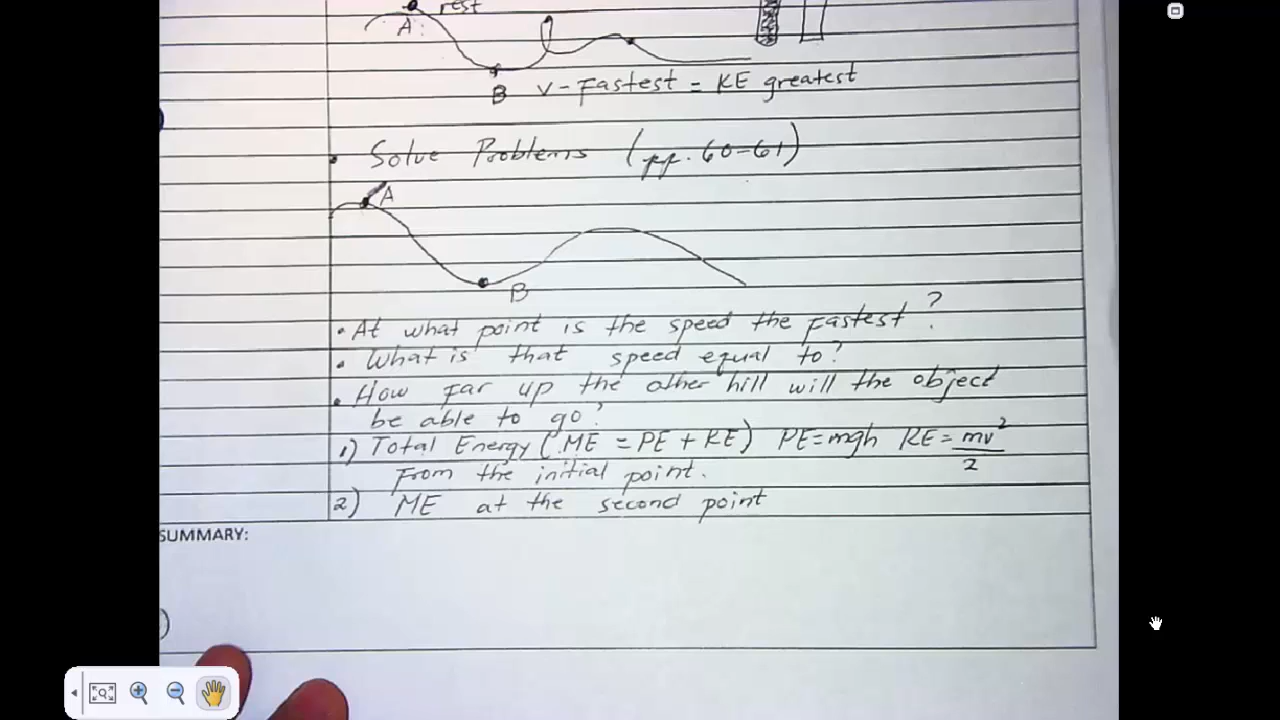 rest
A:
B V-Fastest = KE greatest
• Solve Problems (pp. 60-61)
A
B
• At what point is the speed the fastest?
• What is that speed equal to?
• How far up the other hill will the object
be able to go?
1) Total Energy (ME = PE + KE) PE=mgh KE=mv²/2
From the initial point.
2) ME at the second point
SUMMARY: